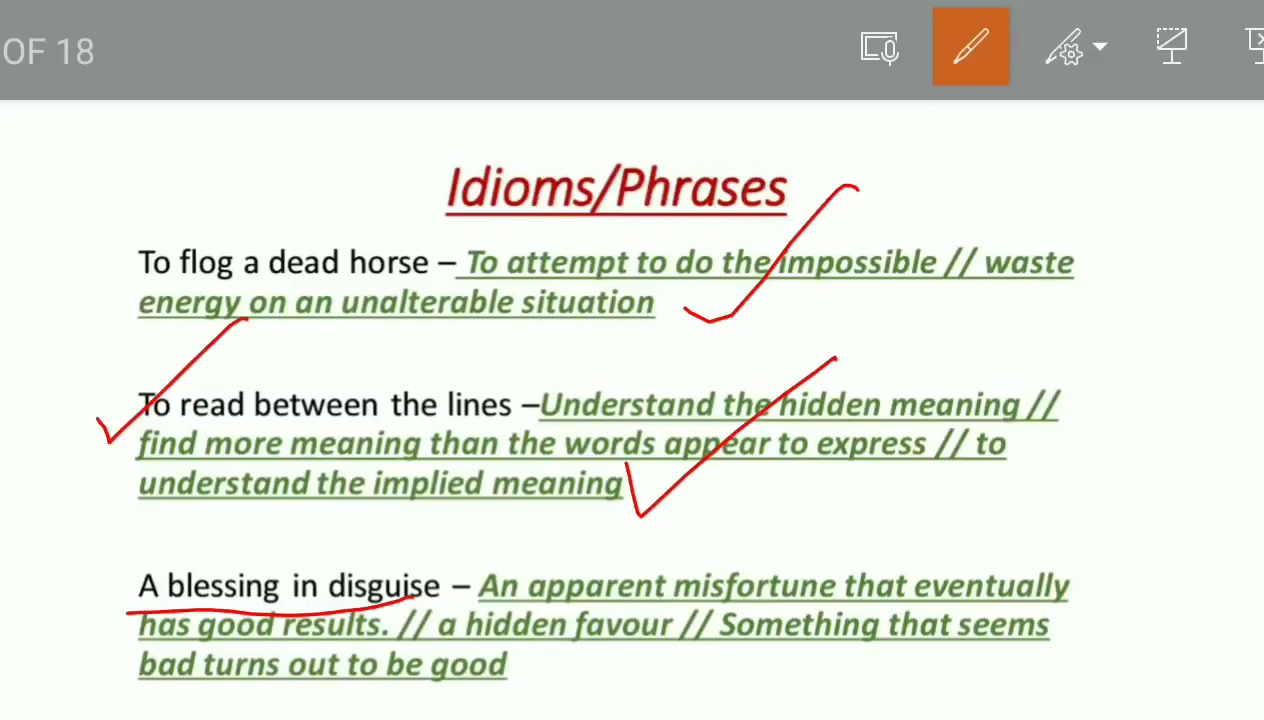 OF 18
Idioms/Phrases
To flog a dead horse – To attempt to do the impossible // waste
energy on an unalterable situation
To read between the lines –Understand the hidden meaning //
find more meaning than the words appear to express // to
understand the implied meaning
A blessing in disguise – An apparent misfortune that eventually
has good results. // a hidden favour // Something that seems
bad turns out to be good